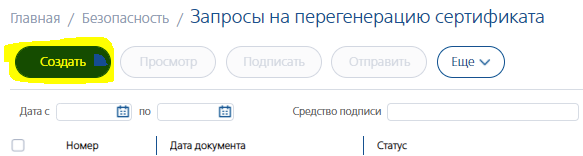 Главная / Безопасность / Запросы на перегенерацию сертификата
Создать Просмотр Подписать Отправить Еще
Дата с по Средство подписи
Номер Дата документа Статус